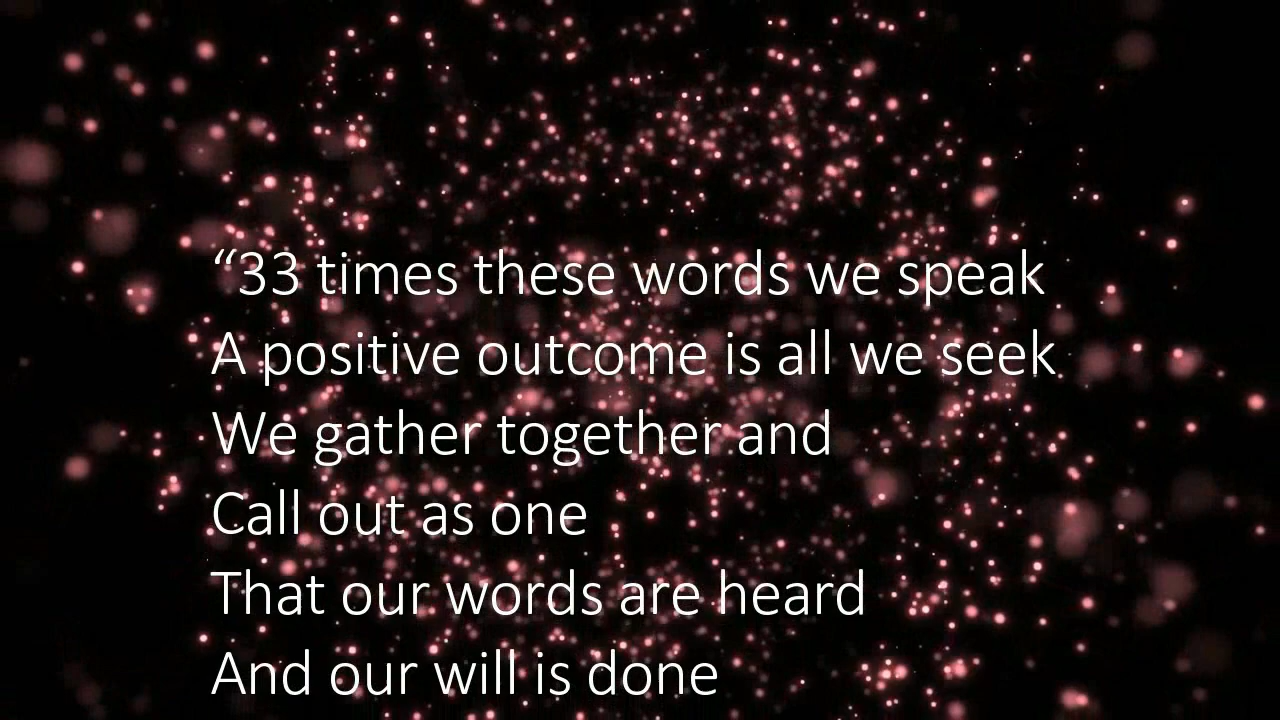 “33 times these words we speak
A positive outcome is all we seek
We gather together and
Call out as one
That our words are heard
And our will is done